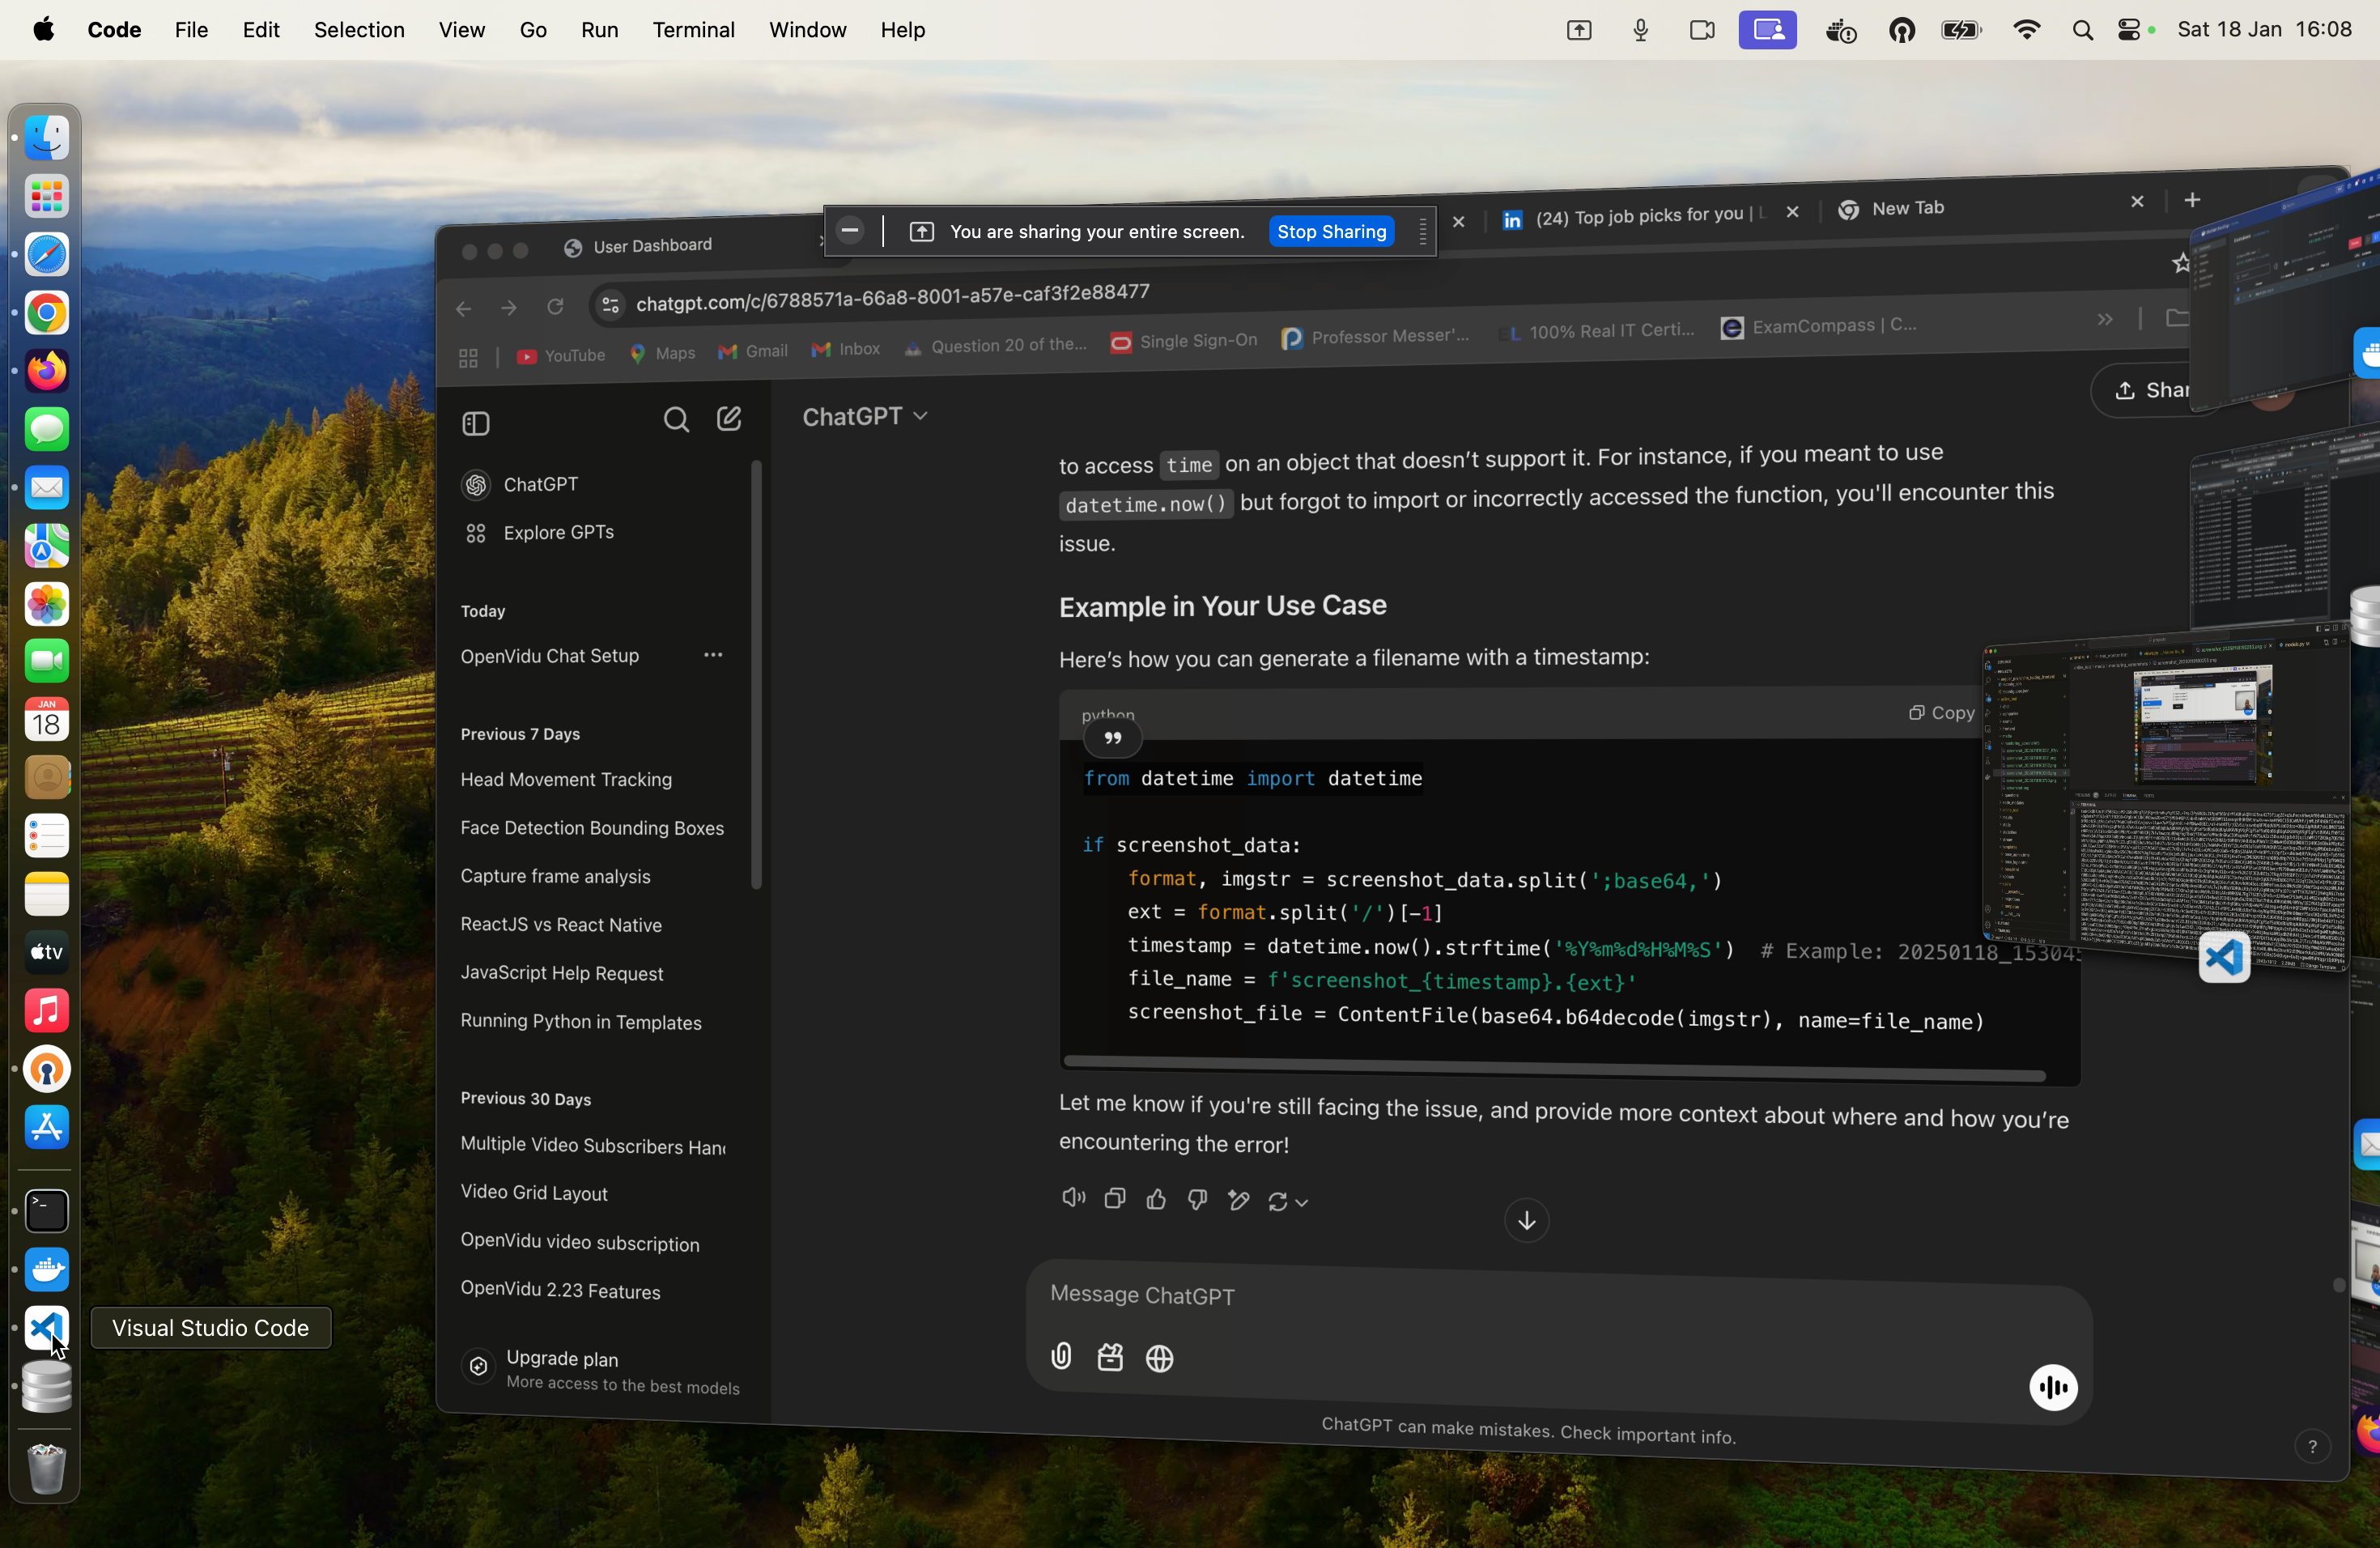 Code File Edit Selection View Go Run Terminal Window Help
Sat 18 Jan 16:08
User Dashboard
You are sharing your entire screen. Stop Sharing
(24) Top job picks for you | L
New Tab
chatgpt.com/c/6788571a-66a8-8001-a57e-caf3f2e88477
YouTube Maps Gmail Inbox Question 20 of the... Single Sign-On Professor Messer'... 100% Real IT Certi... ExamCompass | C...
ChatGPT
Explore GPTs
Today
OpenVidu Chat Setup
Previous 7 Days
Head Movement Tracking
Face Detection Bounding Boxes
Capture frame analysis
ReactJS vs React Native
JavaScript Help Request
Running Python in Templates
Previous 30 Days
Multiple Video Subscribers Han
Video Grid Layout
OpenVidu video subscription
OpenVidu 2.23 Features
Upgrade plan
More access to the best models
ChatGPT
Shar
to access time on an object that doesn't support it. For instance, if you meant to use
datetime.now() but forgot to import or incorrectly accessed the function, you'll encounter this
issue.
Example in Your Use Case
Here's how you can generate a filename with a timestamp:
python
Copy
from datetime import datetime
if screenshot_data:
format, imgstr = screenshot_data.split(';base64,')
ext = format.split('/')[-1]
timestamp = datetime.now().strftime('%Y%m%d%H%M%S') # Example: 20250118_153045
file_name = f'screenshot_{timestamp}.{ext}'
screenshot_file = ContentFile(base64.b64decode(imgstr), name=file_name)
Let me know if you're still facing the issue, and provide more context about where and how you're
encountering the error!
Message ChatGPT
ChatGPT can make mistakes. Check important info.
?
JAN
18
tv
Visual Studio Code